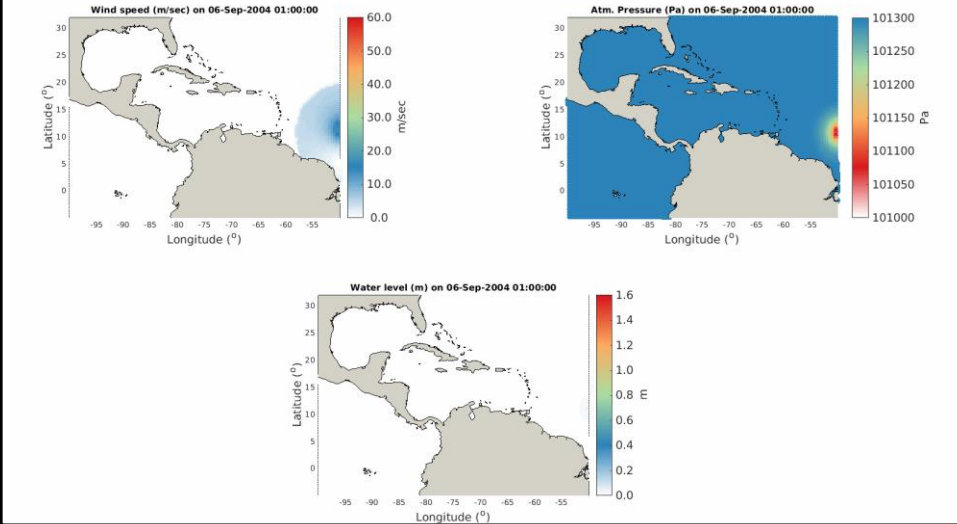 Wind speed (m/sec) on 06-Sep-2004 01:00:00
30
25
20
15
10
5
0
Latitude (o)
-95 -90 -85 -80 -75 -70 -65 -60 -55
Longitude (o)
60.0
50.0
40.0
30.0
20.0
10.0
0.0
m/sec
Atm. Pressure (Pa) on 06-Sep-2004 01:00:00
30
25
20
15
10
5
0
Latitude (o)
-95 -90 -85 -80 -75 -70 -65 -60 -55
Longitude (o)
101300
101250
101200
101150
101100
101050
101000
Pa
Water level (m) on 06-Sep-2004 01:00:00
30
25
20
15
10
5
0
Latitude (o)
-95 -90 -85 -80 -75 -70 -65 -60 -55
Longitude (o)
1.6
1.4
1.2
1.0
0.8
0.6
0.4
0.2
0.0
m